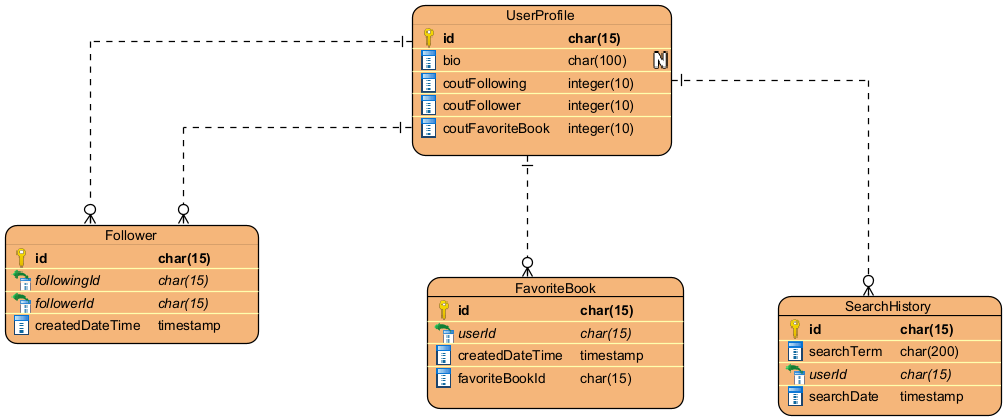 UserProfile
id char(15)
bio char(100) N
coutFollowing integer(10)
coutFollower integer(10)
coutFavoriteBook integer(10)
Follower
id char(15)
followingId char(15)
followerId char(15)
createdDateTime timestamp
FavoriteBook
id char(15)
userId char(15)
createdDateTime timestamp
favoriteBookId char(15)
SearchHistory
id char(15)
searchTerm char(200)
userId char(15)
searchDate timestamp